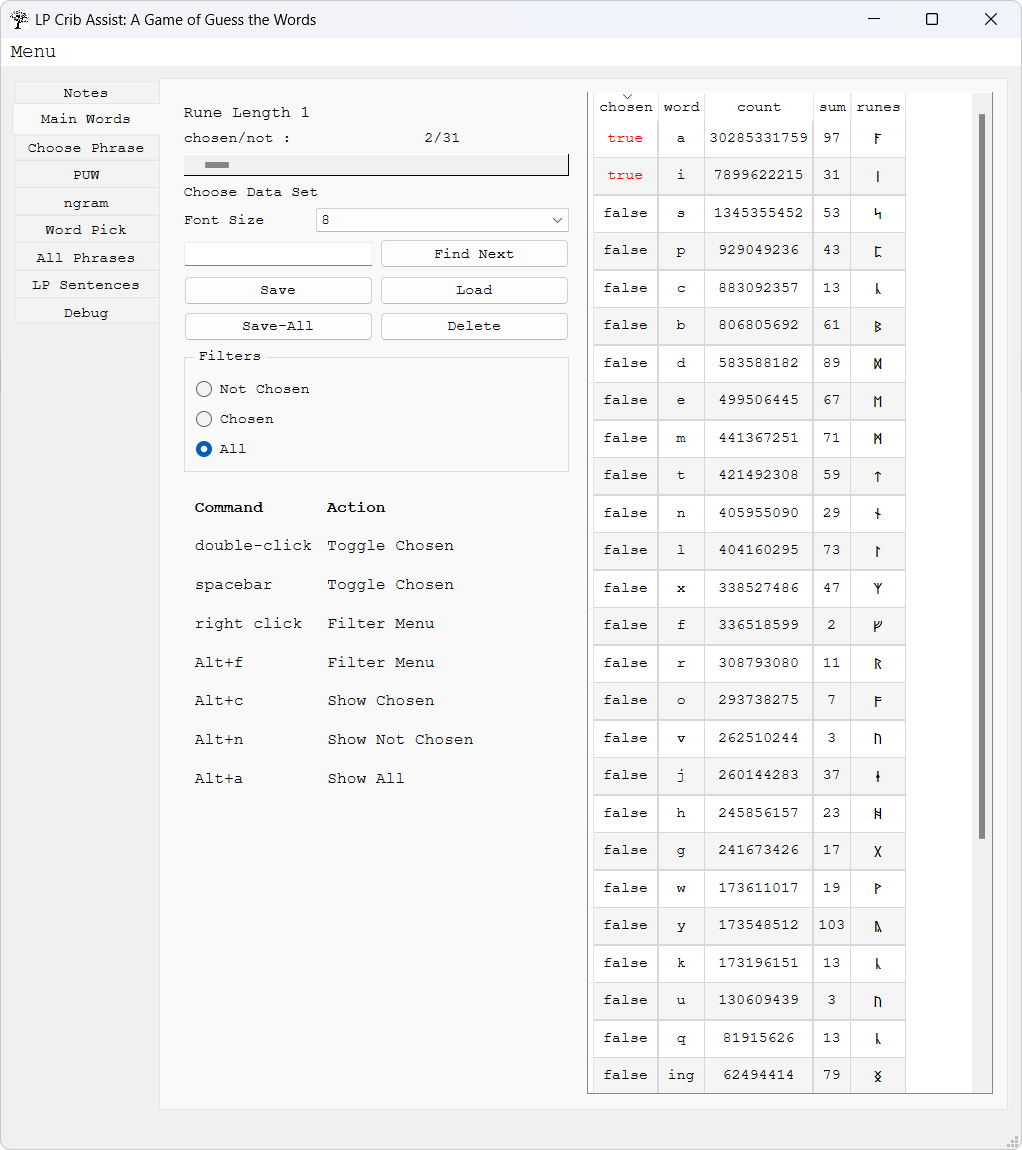 LP Crib Assist: A Game of Guess the Words
Menu
Notes
Main Words
Choose Phrase
PUW
ngram
Word Pick
All Phrases
LP Sentences
Debug
Rune Length 1
chosen/not : 2/31
Choose Data Set
Font Size 8
Find Next
Save Load
Save-All Delete
Filters
Not Chosen
Chosen
All
Command Action
double-click Toggle Chosen
spacebar Toggle Chosen
right click Filter Menu
Alt+f Filter Menu
Alt+c Show Chosen
Alt+n Show Not Chosen
Alt+a Show All
chosen word count sum runes
true a 30285331759 97 ᚪ
true i 7899622215 31 ᛁ
false s 1345355452 53 ᛋ
false p 929049236 43 ᛈ
false c 883092357 13 ᚳ
false b 806805692 61 ᛒ
false d 583588182 89 ᛞ
false e 499506445 67 ᛖ
false m 441367251 71 ᛗ
false t 421492308 59 ᛏ
false n 405955090 29 ᚾ
false l 404160295 73 ᛚ
false x 338527486 47 ᛉ
false f 336518599 2 ᚠ
false r 308793080 11 ᚱ
false o 293738275 7 ᚩ
false v 262510244 3 ᚢ
false j 260144283 37 ᛄ
false h 245856157 23 ᚻ
false g 241673426 17 ᚷ
false w 173611017 19 ᚹ
false y 173548512 103 ᚣ
false k 173196151 13 ᚳ
false u 130609439 3 ᚢ
false q 81915626 13 ᚳ
false ing 62494414 79 ᛝ